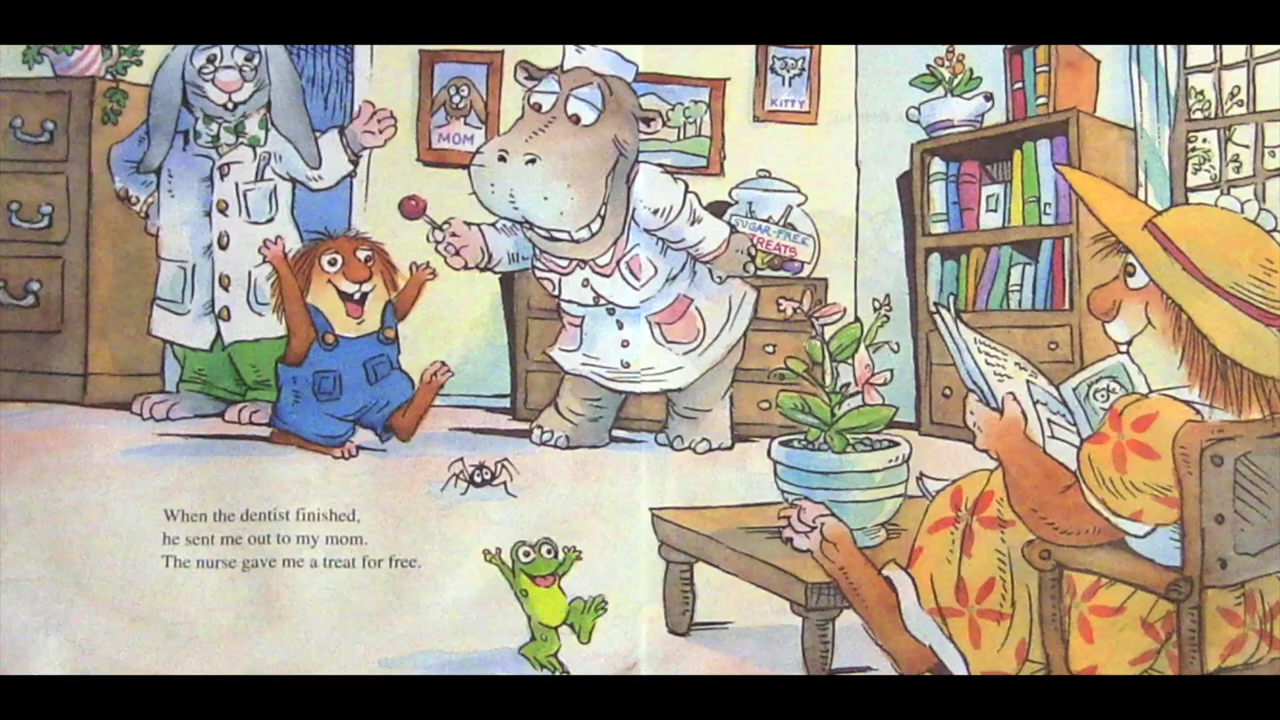 MOM
KITTY
SUGAR-FREE
TREATS
When the dentist finished,
he sent me out to my mom.
The nurse gave me a treat for free.